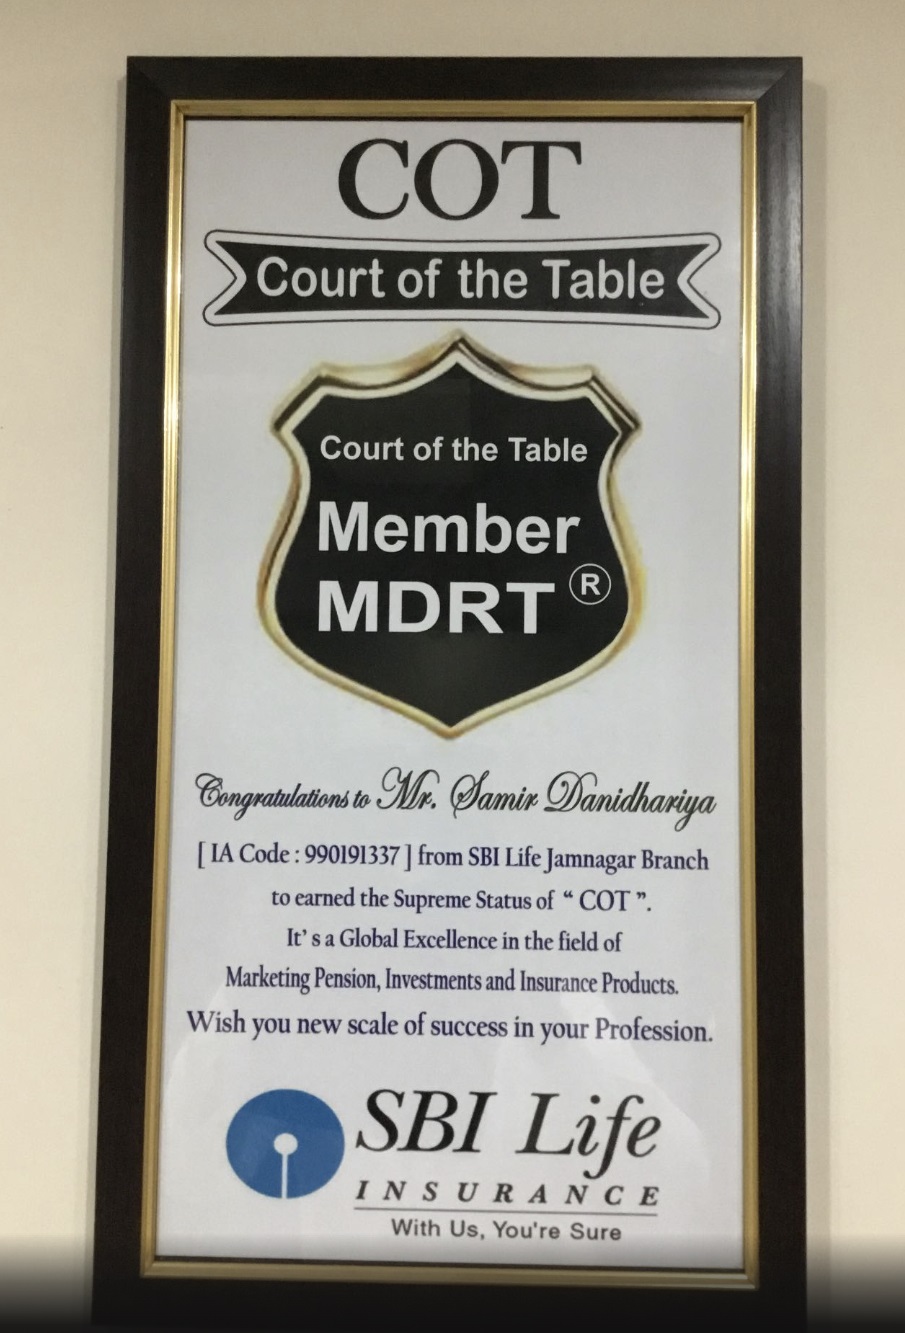 COT
Court of the Table
Court of the Table
Member
MDRT ®
Congratulations to Mr. Samir Danidhariya
[ IA Code : 990191337 ] from SBI Life Jamnagar Branch
to earned the Supreme Status of “ COT ”.
It's a Global Excellence in the field of
Marketing Pension, Investments and Insurance Products.
Wish you new scale of success in your Profession.
SBI Life
INSURANCE
With Us, You're Sure